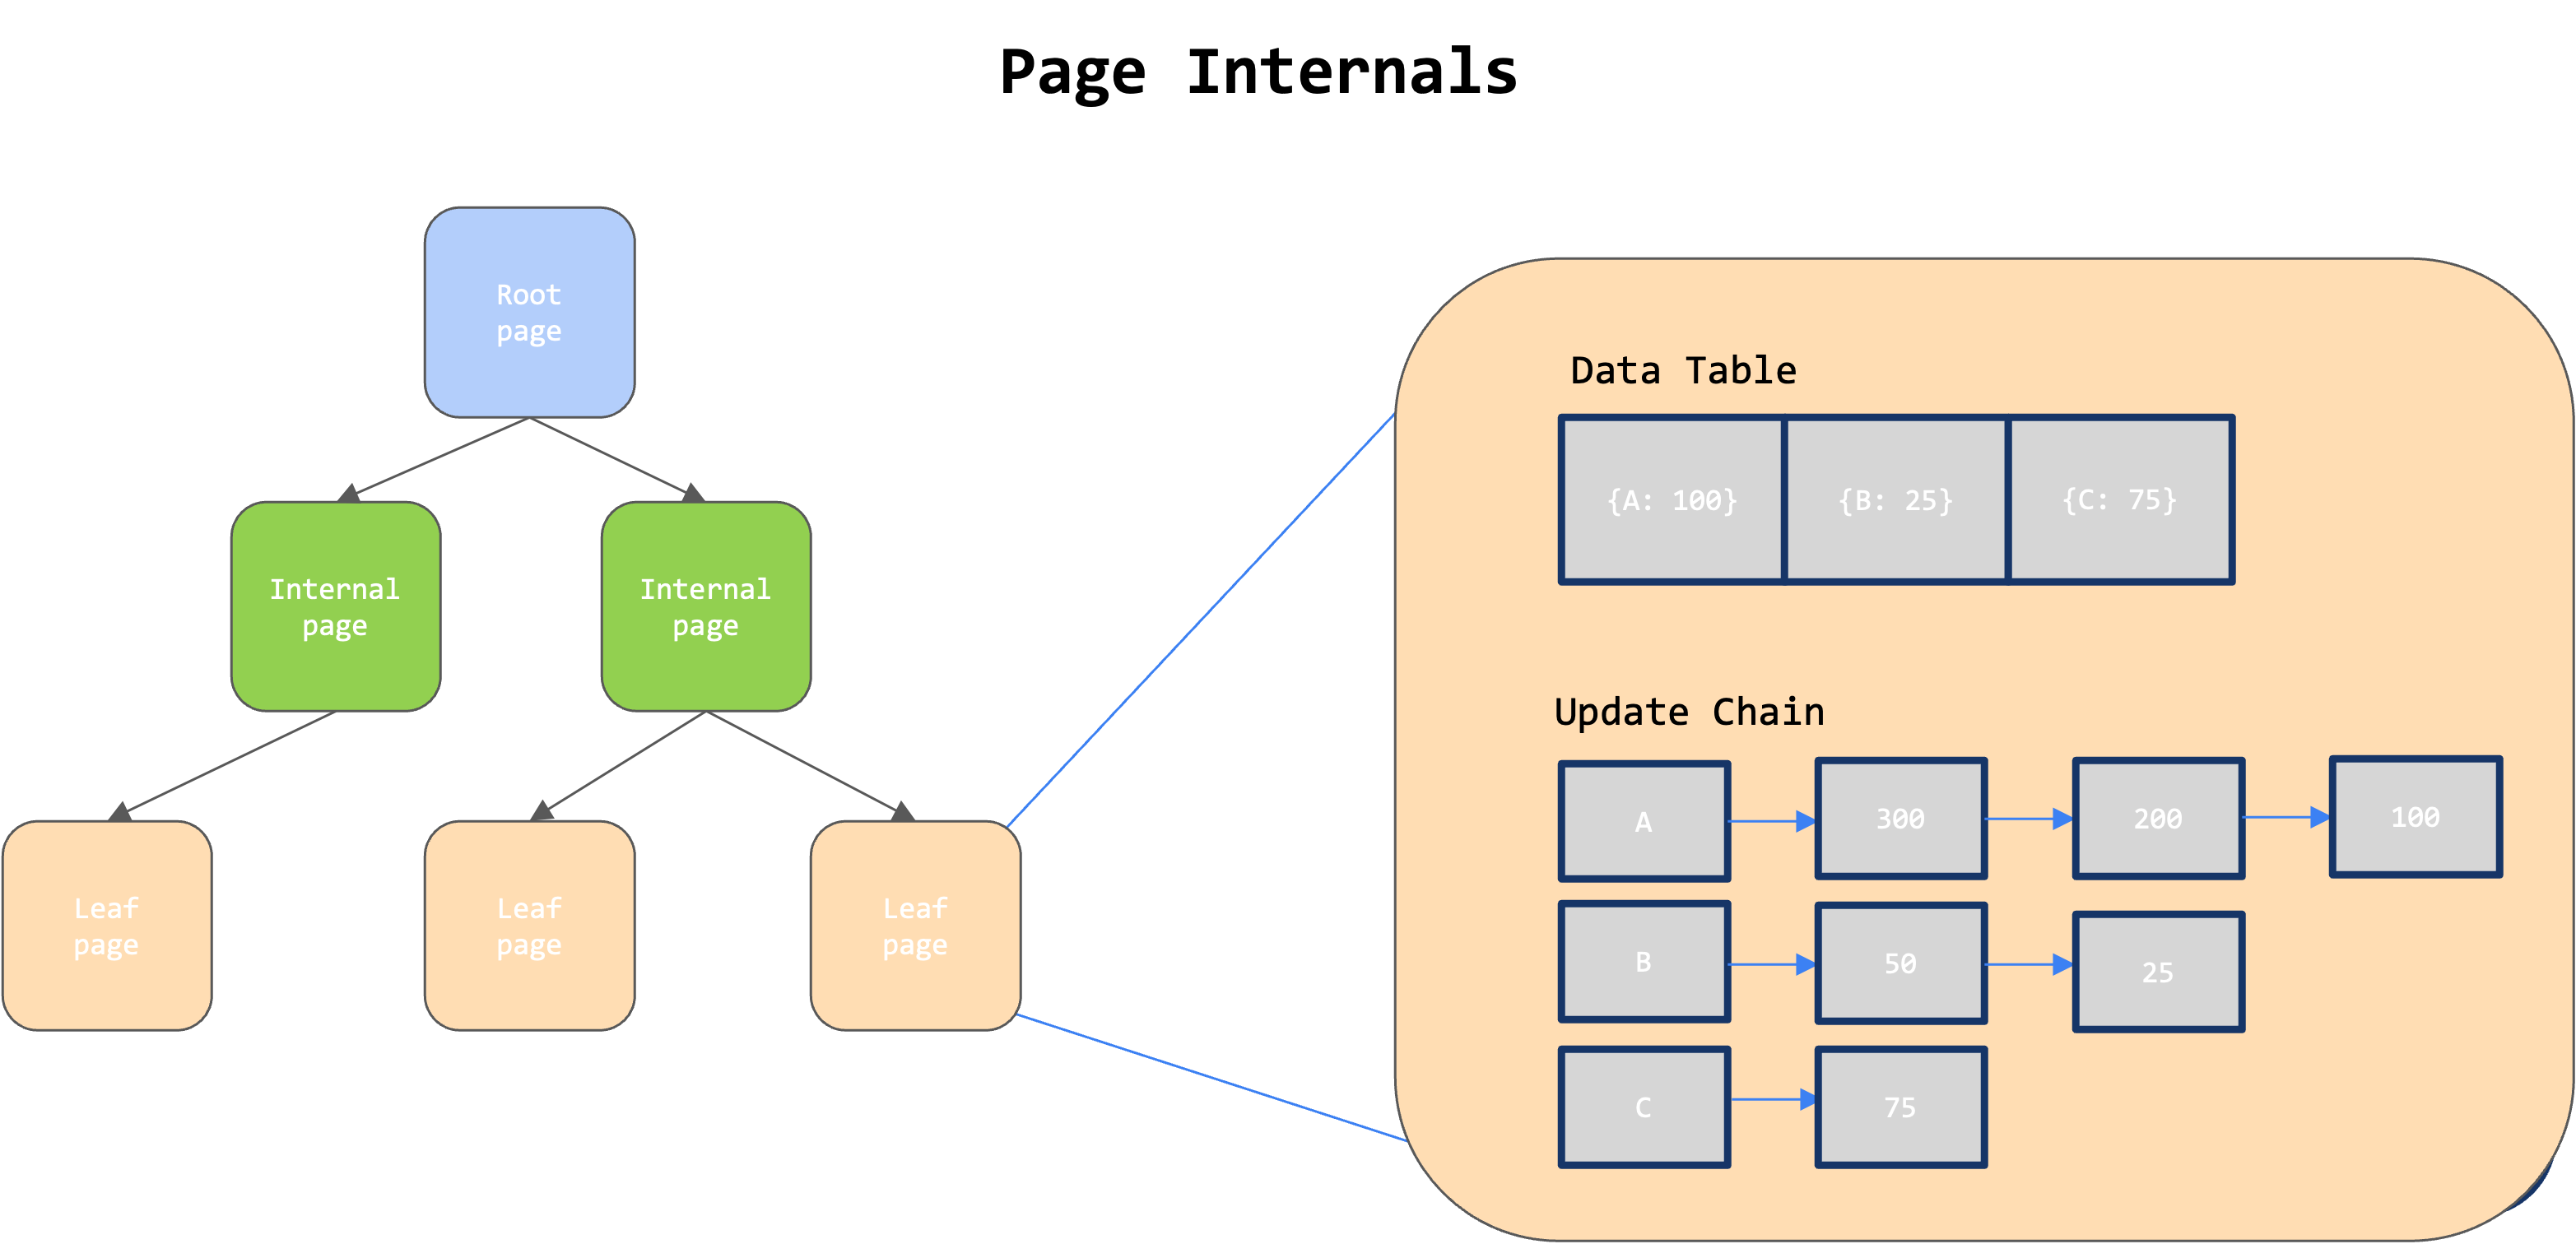 Page Internals
Root
page
Internal
page
Internal
page
Leaf
page
Leaf
page
Leaf
page
Data Table
{A: 100}
{B: 25}
{C: 75}
Update Chain
A
300
200
100
B
50
25
C
75